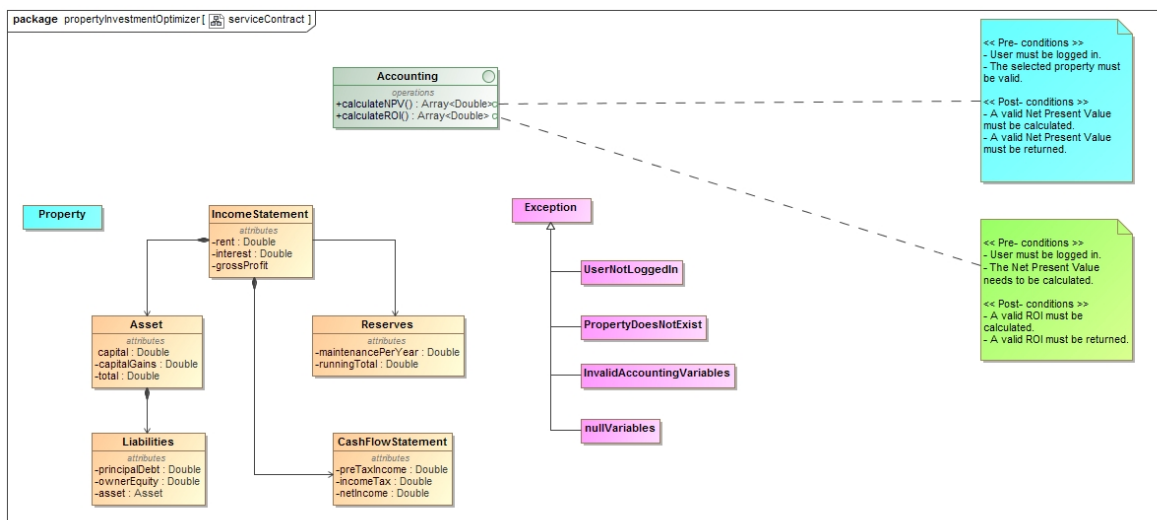 package propertyInvestmentOptimizer [ serviceContract ]
Accounting
operations
+calculateNPV() : Array<Double>
+calculateROI() : Array<Double>
<< Pre- conditions >>
- User must be logged in.
- The selected property must
be valid.
<< Post- conditions >>
- A valid Net Present Value
must be calculated.
- A valid Net Present Value
must be returned.
Property
IncomeStatement
attributes
-rent : Double
-interest : Double
-grossProfit
Exception
<< Pre- conditions >>
- User must be logged in.
- The Net Present Value
needs to be calculated.
<< Post- conditions >>
- A valid ROI must be
calculated.
- A valid ROI must be returned.
UserNotLoggedIn
PropertyDoesNotExist
InvalidAccountingVariables
nullVariables
Asset
attributes
capital : Double
-capitalGains : Double
-total : Double
Reserves
attributes
-maintenancePerYear : Double
-runningTotal : Double
Liabilities
attributes
-principalDebt : Double
-ownerEquity : Double
-asset : Asset
CashFlowStatement
attributes
-preTaxIncome : Double
-incomeTax : Double
-netIncome : Double